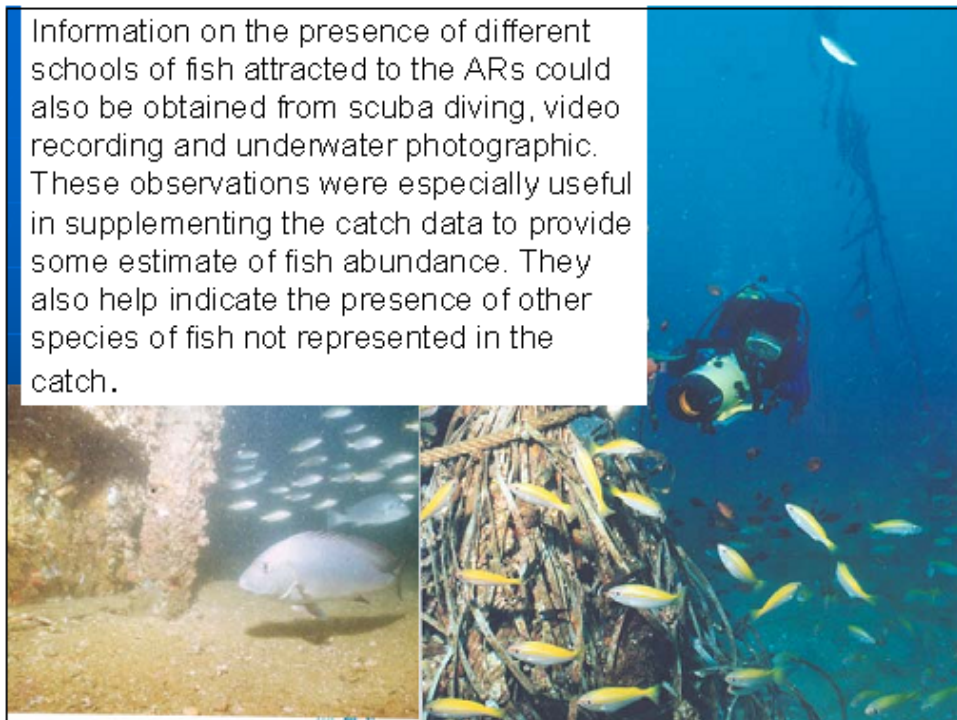 Information on the presence of different
schools of fish attracted to the ARs could
also be obtained from scuba diving, video
recording and underwater photographic.
These observations were especially useful
in supplementing the catch data to provide
some estimate of fish abundance. They
also help indicate the presence of other
species of fish not represented in the
catch.